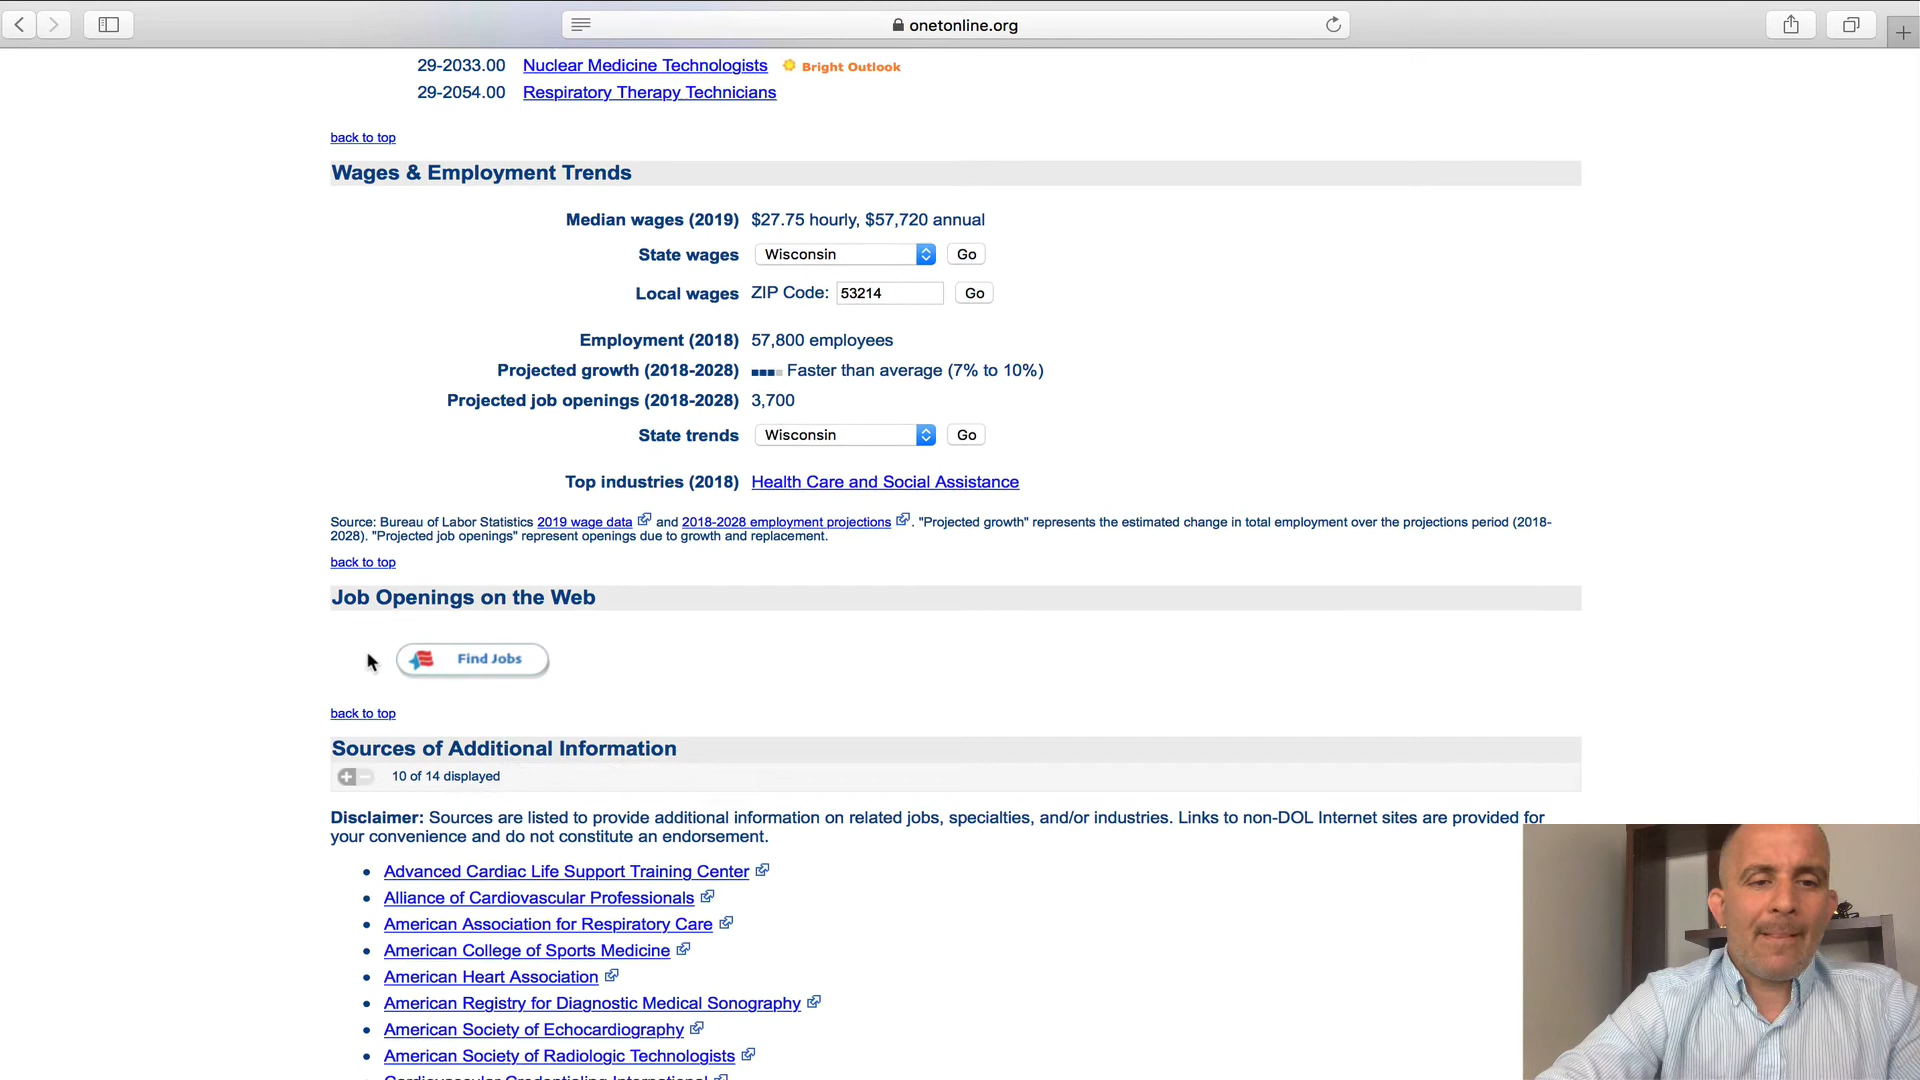 onetonline.org
29-2033.00 Nuclear Medicine Technologists Bright Outlook
29-2054.00 Respiratory Therapy Technicians
back to top
Wages & Employment Trends
Median wages (2019) $27.75 hourly, $57,720 annual
State wages Wisconsin Go
Local wages ZIP Code: 53214 Go
Employment (2018) 57,800 employees
Projected growth (2018-2028) Faster than average (7% to 10%)
Projected job openings (2018-2028) 3,700
State trends Wisconsin Go
Top industries (2018) Health Care and Social Assistance
Source: Bureau of Labor Statistics 2019 wage data and 2018-2028 employment projections . "Projected growth" represents the estimated change in total employment over the projections period (2018-
2028). "Projected job openings" represent openings due to growth and replacement.
back to top
Job Openings on the Web
Find Jobs
back to top
Sources of Additional Information
10 of 14 displayed
Disclaimer: Sources are listed to provide additional information on related jobs, specialties, and/or industries. Links to non-DOL Internet sites are provided for
your convenience and do not constitute an endorsement.
• Advanced Cardiac Life Support Training Center
• Alliance of Cardiovascular Professionals
• American Association for Respiratory Care
• American College of Sports Medicine
• American Heart Association
• American Registry for Diagnostic Medical Sonography
• American Society of Echocardiography
• American Society of Radiologic Technologists
• Cardiovascular Credentialing International